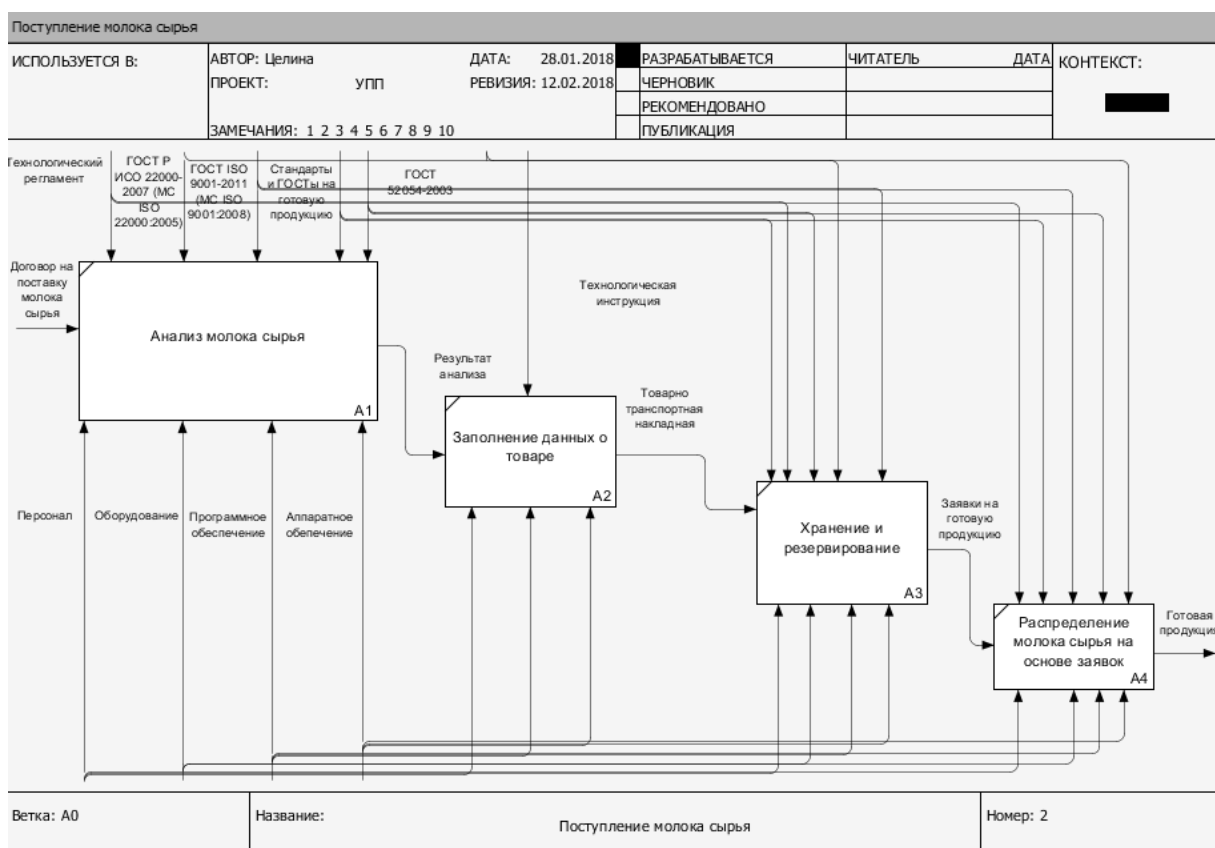 Поступление молока сырья
ИСПОЛЬЗУЕТСЯ В:
АВТОР: Целина
ДАТА: 28.01.2018
ПРОЕКТ: УПП
РЕВИЗИЯ: 12.02.2018
ЗАМЕЧАНИЯ: 1 2 3 4 5 6 7 8 9 10
РАЗРАБАТЫВАЕТСЯ
ЧЕРНОВИК
РЕКОМЕНДОВАНО
ПУБЛИКАЦИЯ
ЧИТАТЕЛЬ
ДАТА
КОНТЕКСТ:
Технологический
регламент
ГОСТ Р
ИСО 22000-
2007 (МС
ISO
22000:2005)
ГОСТ ISO
9001-2011
(МС ISO
9001:2008)
Стандарты
и ГОСТы на
готовую
продукцию
ГОСТ
52054-2003
Договор на
поставку
молока
сырья
Анализ молока сырья
A1
Технологическая
инструкция
Результат
анализа
Заполнение данных о
товаре
A2
Товарно
транспортная
накладная
Хранение и
резервирование
A3
Заявки на
готовую
продукцию
Распределение
молока сырья на
основе заявок
A4
Готовая
продукция
Персонал
Оборудование
Программное
обеспечение
Аппаратное
обепечение
Ветка: A0
Название:
Поступление молока сырья
Номер: 2